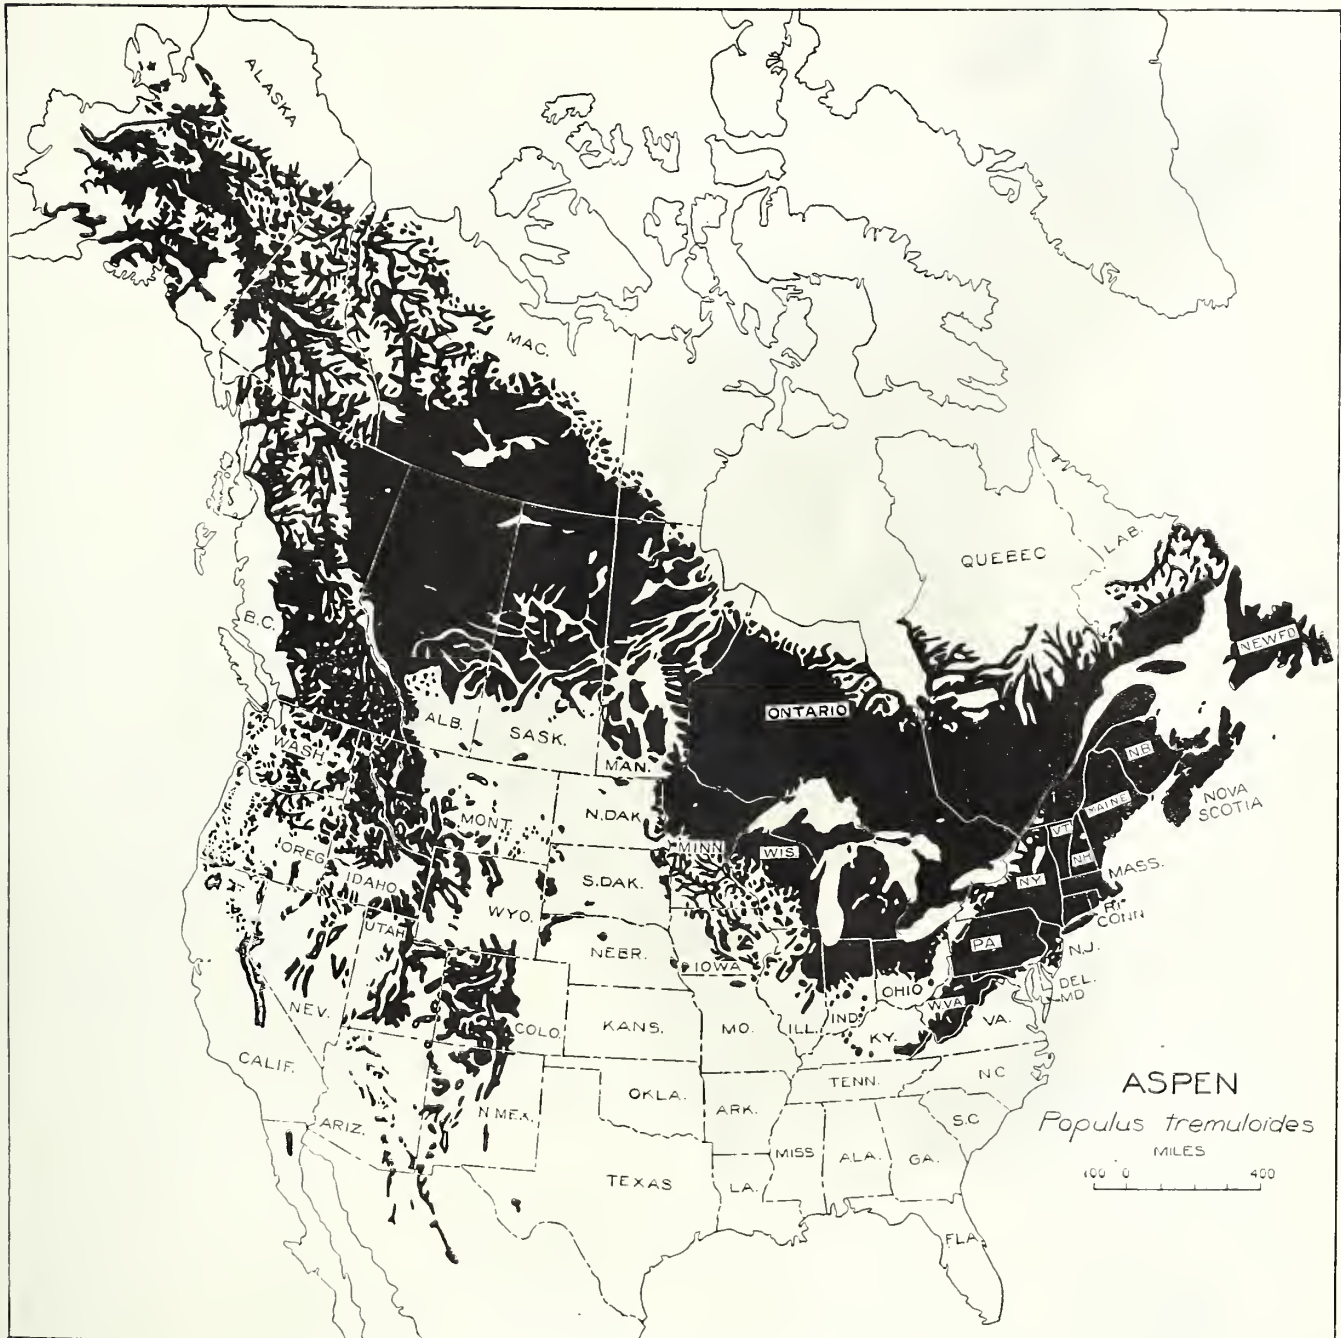 ALASKA
MAC.
QUEBEC
LAB.
B.C.
NEWFD
ONTARIO
ALB.
SASK.
MAN.
N.B.
NOVA
SCOTIA
WASH
MONT.
N.DAK
MINN
WIS.
MAINE
VT
NH
OREG
IDAHO
S.DAK.
NY
MASS.
R.I.
CONN
WYO.
UTAH
NEBR.
IOWA
PA
N.J.
OHIO
DEL.
MD
NEV.
COLO
KANS.
MO.
ILL.
IND
W.VA
VA.
KY.
CALIF.
ARIZ.
N.MEX.
OKLA.
ARK.
TENN.
N.C
S.C
MISS
ALA.
GA.
TEXAS
LA.
FLA.
ASPEN
Populus tremuloides
MILES
100 0 400